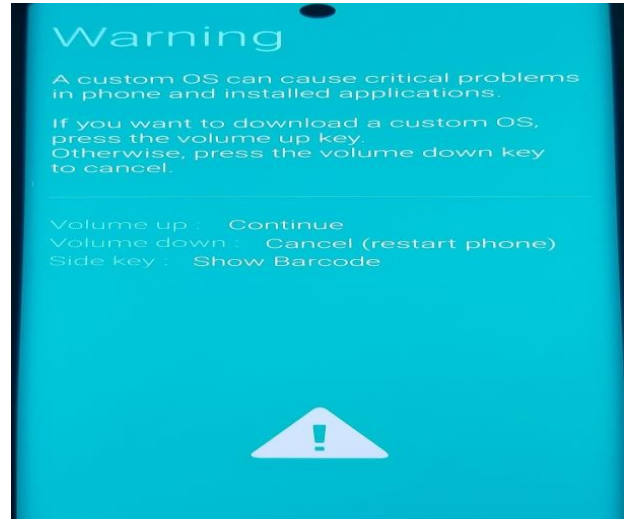 Warning
A custom OS can cause critical problems
in phone and installed applications.
If you want to download a custom OS,
press the volume up key.
Otherwise, press the volume down key
to cancel.
Volume up : Continue
Volume down : Cancel (restart phone)
Side key : Show Barcode